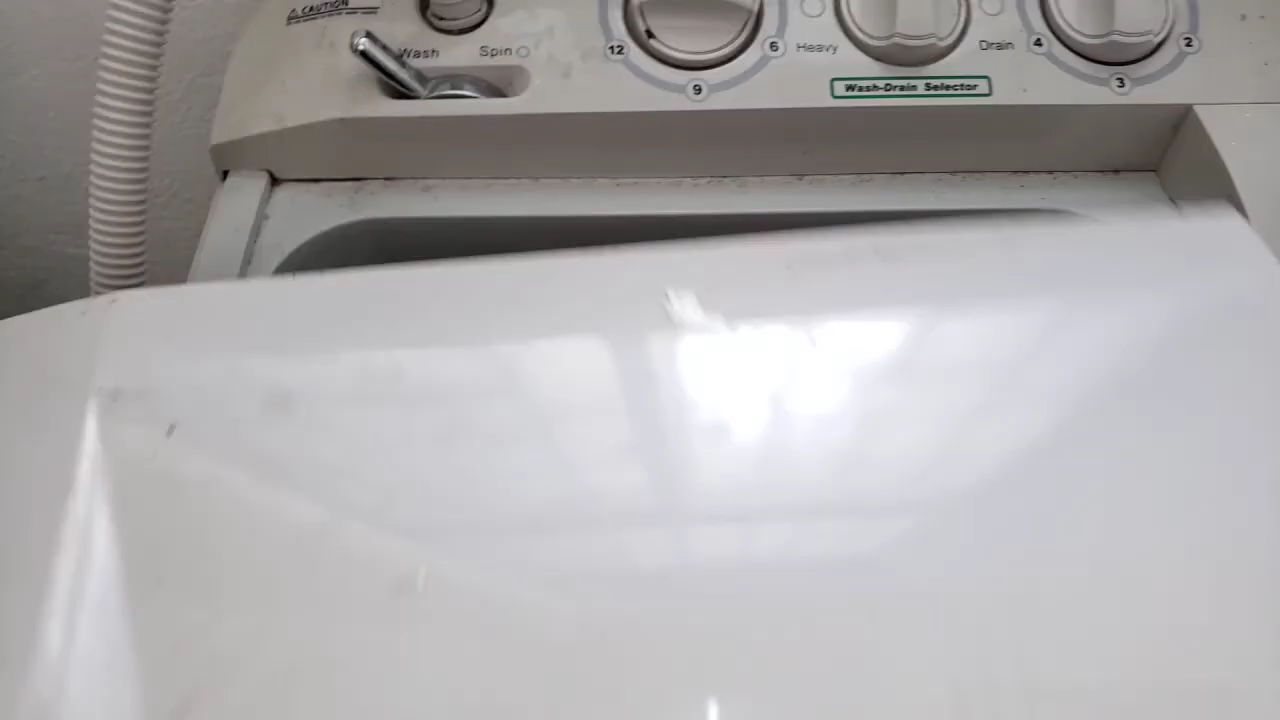 CAUTION
Wash
Spin
12
6
9
Heavy
Drain
Wash-Drain Selector
4
2
3